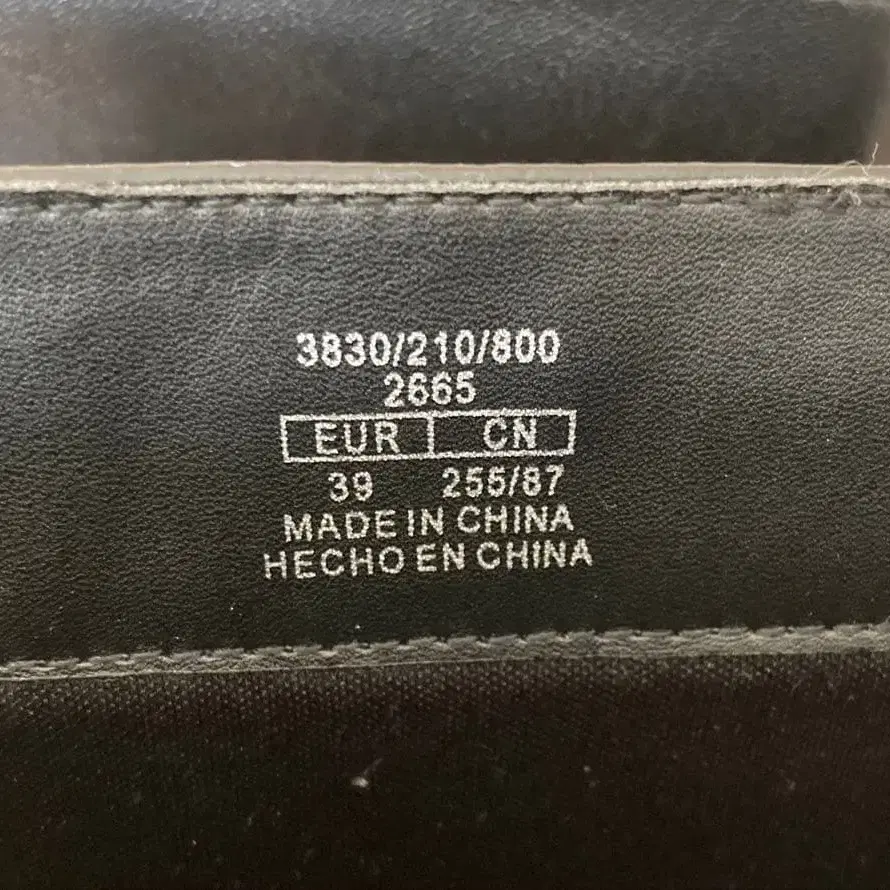 3830/210/800
2665
EUR CN
39 255/87
MADE IN CHINA
HECHO EN CHINA